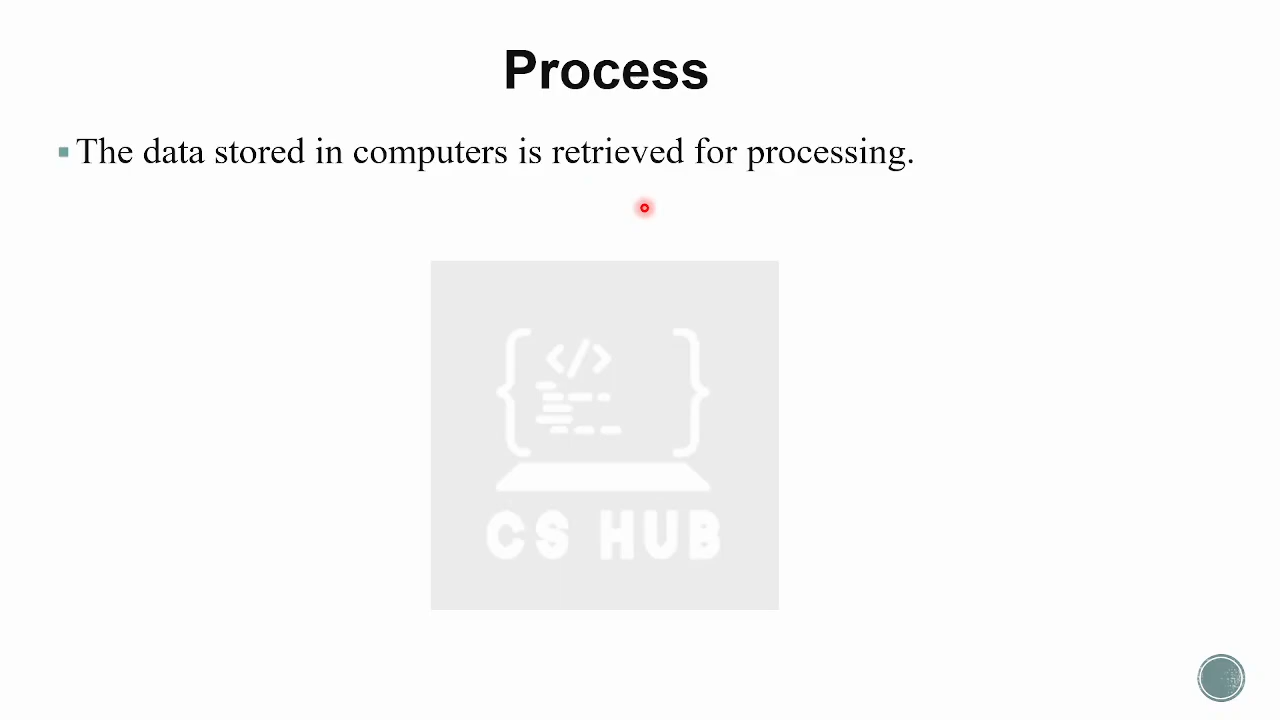 Process
The data stored in computers is retrieved for processing.
</>
CS HUB